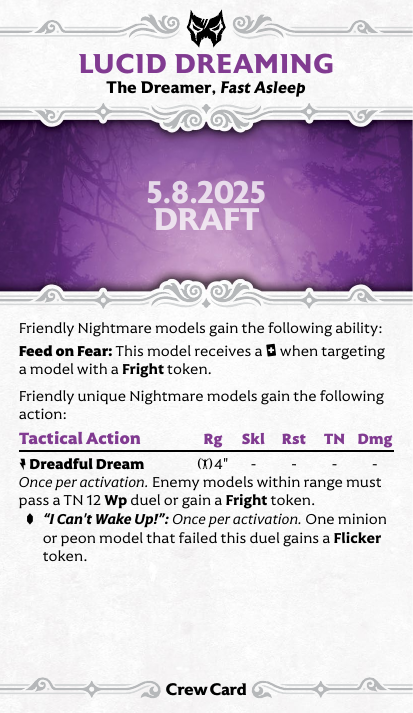 LUCID DREAMING
The Dreamer, Fast Asleep
5.8.2025
DRAFT
Friendly Nightmare models gain the following ability:
Feed on Fear: This model receives a when targeting
a model with a Fright token.
Friendly unique Nightmare models gain the following
action:
Tactical Action Rg Skl Rst TN Dmg
Dreadful Dream 4" - - - -
Once per activation. Enemy models within range must
pass a TN 12 Wp duel or gain a Fright token.
"I Can't Wake Up!": Once per activation. One minion
or peon model that failed this duel gains a Flicker
token.
Crew Card